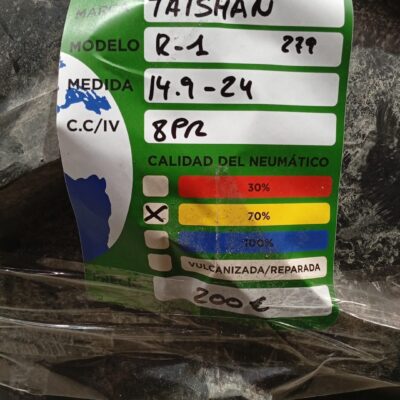 TAISHAN
MODELO R-1 279
MEDIDA 14.9-24
C.C/IV 8PR
CALIDAD DEL NEUMÁTICO
30%
X 70%
100%
VULCANIZADA/REPARADA
200 €